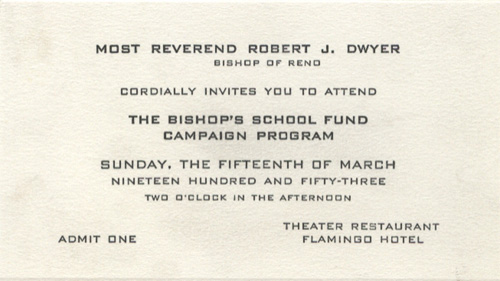 MOST REVEREND ROBERT J. DWYER
BISHOP OF RENO
CORDIALLY INVITES YOU TO ATTEND
THE BISHOP'S SCHOOL FUND
CAMPAIGN PROGRAM
SUNDAY, THE FIFTEENTH OF MARCH
NINETEEN HUNDRED AND FIFTY-THREE
TWO O'CLOCK IN THE AFTERNOON
THEATER RESTAURANT
ADMIT ONE
FLAMINGO HOTEL